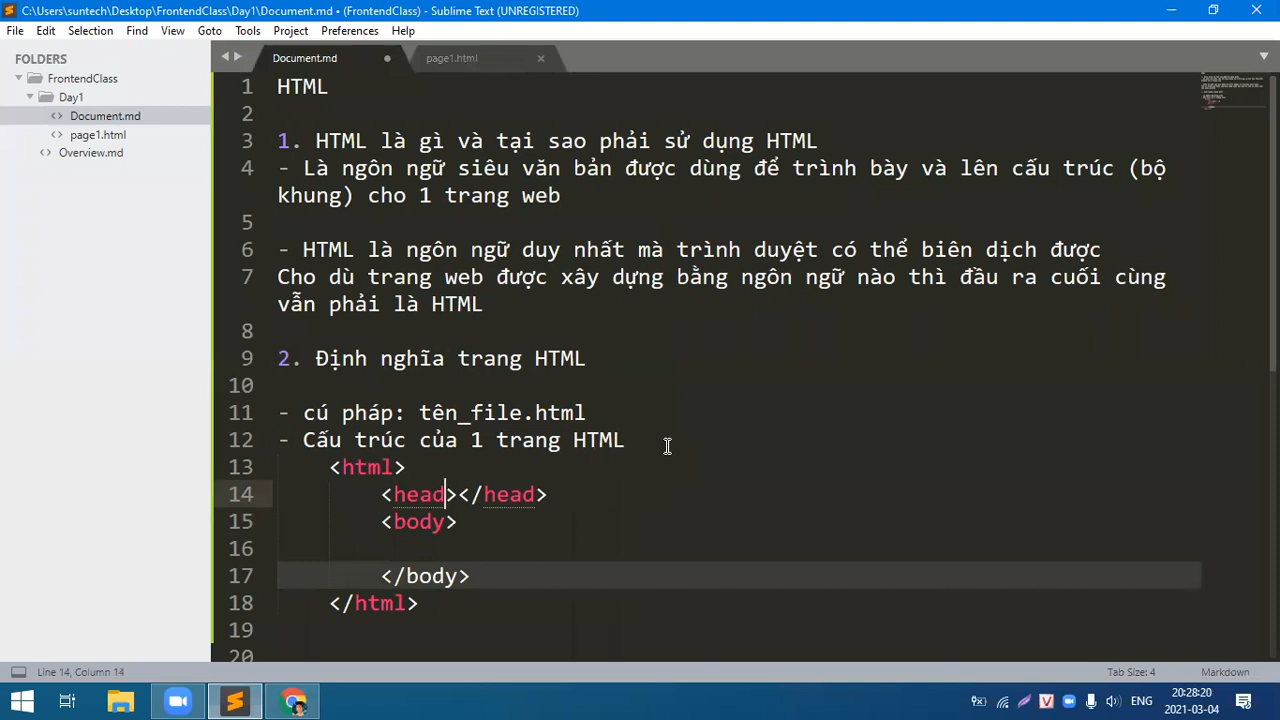 C:\Users\suntech\Desktop\FrontendClass\Day1\Document.md • (FrontendClass) - Sublime Text (UNREGISTERED)
File Edit Selection Find View Goto Tools Project Preferences Help
FOLDERS
FrontendClass
Day1
Document.md
page1.html
Overview.md
Document.md
page1.html
1 HTML
2
3 1. HTML là gì và tại sao phải sử dụng HTML
4 - Là ngôn ngữ siêu văn bản được dùng để trình bày và lên cấu trúc (bộ
khung) cho 1 trang web
5
6 - HTML là ngôn ngữ duy nhất mà trình duyệt có thể biên dịch được
7 Cho dù trang web được xây dựng bằng ngôn ngữ nào thì đầu ra cuối cùng
vẫn phải là HTML
8
9 2. Định nghĩa trang HTML
10
11 - cú pháp: tên_file.html
12 - Cấu trúc của 1 trang HTML
13 <html>
14 <head></head>
15 <body>
16
17 </body>
18 </html>
19
20
Line 14, Column 14
Tab Size: 4
Markdown
ENG
20:28:20
2021-03-04